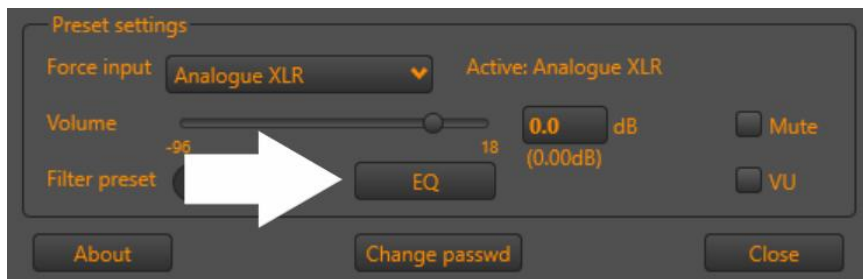 Preset settings
Force input Analogue XLR Active: Analogue XLR
Volume 0.0 dB Mute
-96 18 (0.00dB)
Filter preset EQ VU
About Change passwd Close